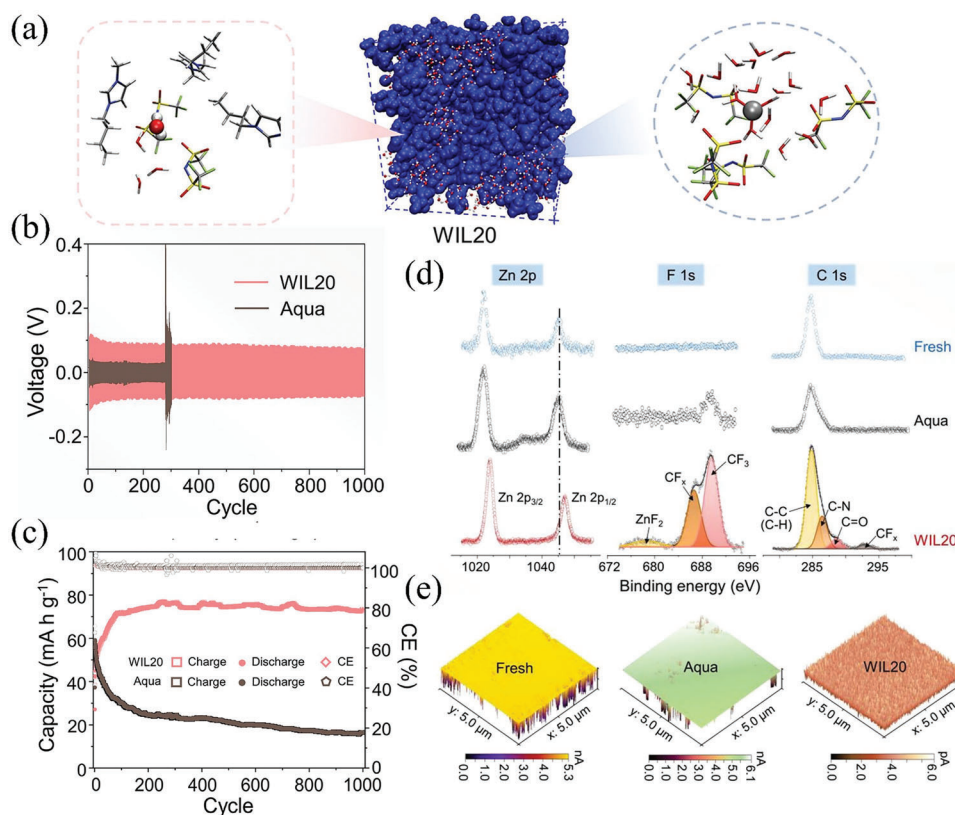 (a)
WIL20
(b)
0.4
0.2
0.0
-0.2
Voltage (V)
WIL20
Aqua
0
200
400
600
800
1000
Cycle
(c)
100
80
60
40
20
0
Capacity (mA h g⁻¹)
WIL20 Charge Discharge CE
Aqua Charge Discharge CE
100
80
60
40
20
0
CE (%)
0
200
400
600
800
1000
Cycle
(d)
Zn 2p
F 1s
C 1s
Fresh
Aqua
WIL20
Zn 2p3/2
Zn 2p1/2
ZnF2
CFx
CF3
C-C
(C-H)
C-N
C=O
CFx
1020
1040
672
680
688
696
285
295
Binding energy (eV)
(e)
Fresh
y: 5.0 µm
x: 5.0 µm
0.0
1.0
2.0
3.0
4.0
5.3
nA
Aqua
y: 5.0 µm
x: 5.0 µm
0.0
1.0
2.0
3.0
4.0
5.0
6.1
nA
WIL20
y: 5.0 µm
x: 5.0 µm
0.0
2.0
4.0
6.0
pA